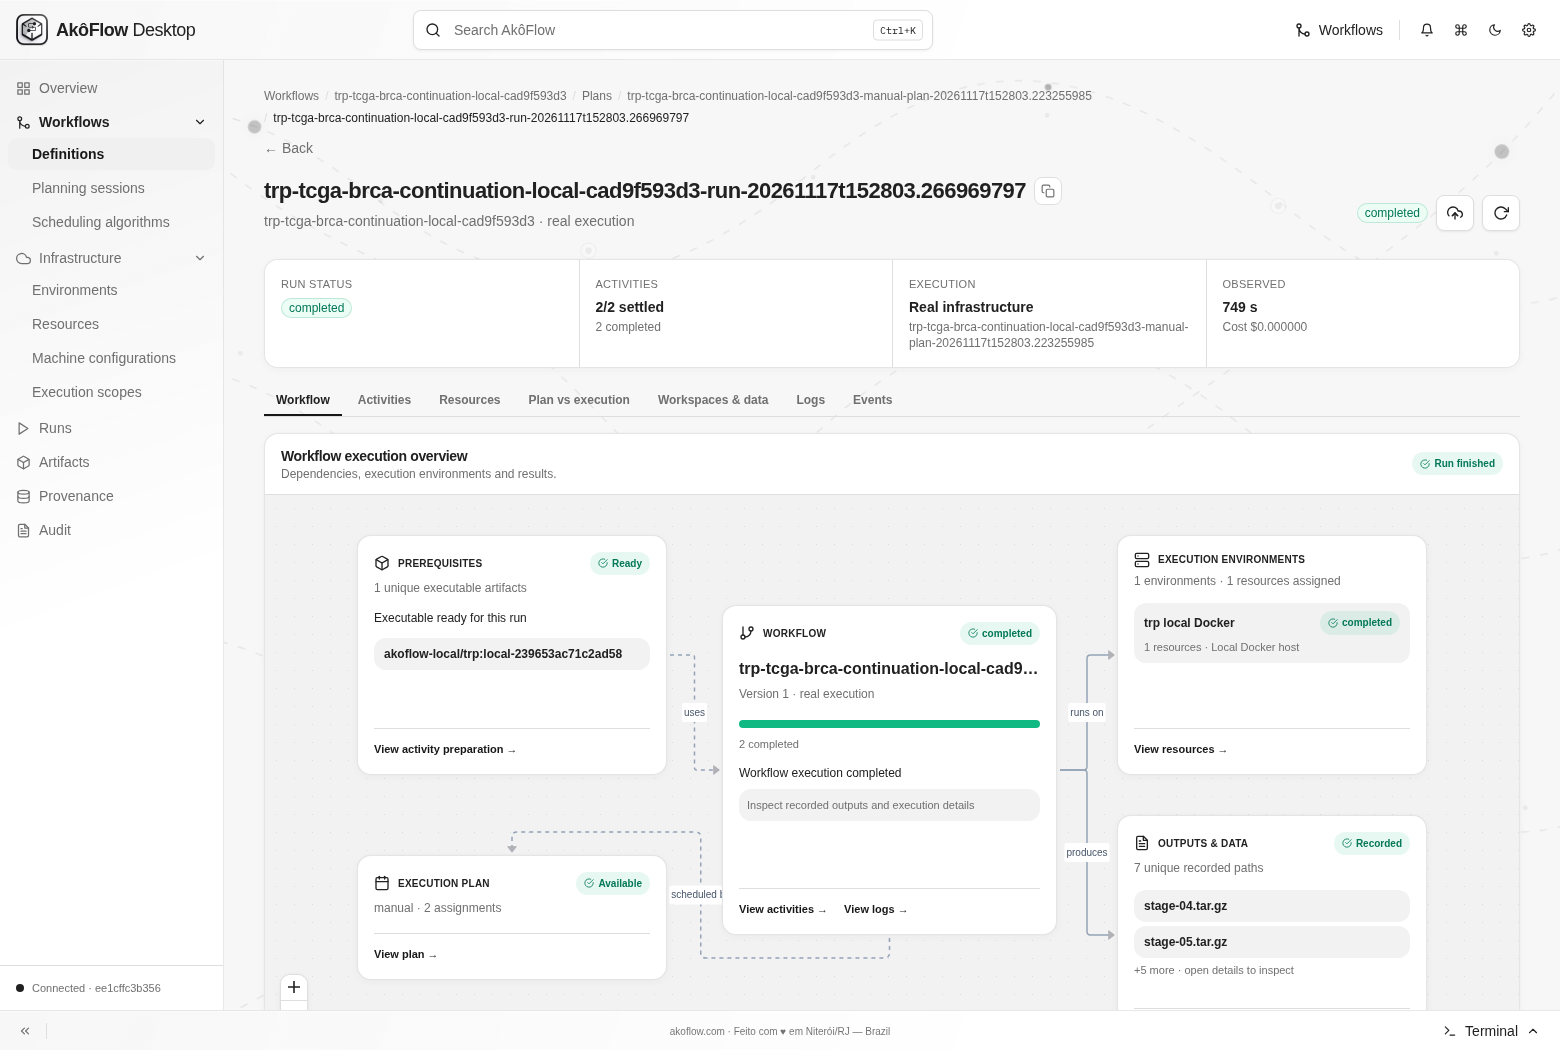 AkôFlow Desktop
Search AkôFlow
Ctrl+K
Workflows
Overview
Workflows
Definitions
Planning sessions
Scheduling algorithms
Infrastructure
Environments
Resources
Machine configurations
Execution scopes
Runs
Artifacts
Provenance
Audit
Connected · ee1cffc3b356
Workflows / trp-tcga-brca-continuation-local-cad9f593d3 / Plans / trp-tcga-brca-continuation-local-cad9f593d3-manual-plan-20261117t152803.223255985
/ trp-tcga-brca-continuation-local-cad9f593d3-run-20261117t152803.266969797
← Back
trp-tcga-brca-continuation-local-cad9f593d3-run-20261117t152803.266969797
trp-tcga-brca-continuation-local-cad9f593d3 · real execution
completed
RUN STATUS
completed
ACTIVITIES
2/2 settled
2 completed
EXECUTION
Real infrastructure
trp-tcga-brca-continuation-local-cad9f593d3-manual-
plan-20261117t152803.223255985
OBSERVED
749 s
Cost $0.000000
Workflow
Activities
Resources
Plan vs execution
Workspaces & data
Logs
Events
Workflow execution overview
Dependencies, execution environments and results.
Run finished
PREREQUISITES
Ready
1 unique executable artifacts
Executable ready for this run
akoflow-local/trp:local-239653ac71c2ad58
View activity preparation →
uses
EXECUTION PLAN
Available
manual · 2 assignments
View plan →
scheduled b
WORKFLOW
completed
trp-tcga-brca-continuation-local-cad9...
Version 1 · real execution
2 completed
Workflow execution completed
Inspect recorded outputs and execution details
View activities →
View logs →
runs on
produces
EXECUTION ENVIRONMENTS
1 environments · 1 resources assigned
trp local Docker
completed
1 resources · Local Docker host
View resources →
OUTPUTS & DATA
Recorded
7 unique recorded paths
stage-04.tar.gz
stage-05.tar.gz
+5 more · open details to inspect
akoflow.com · Feito com ♥ em Niterói/RJ — Brazil
Terminal